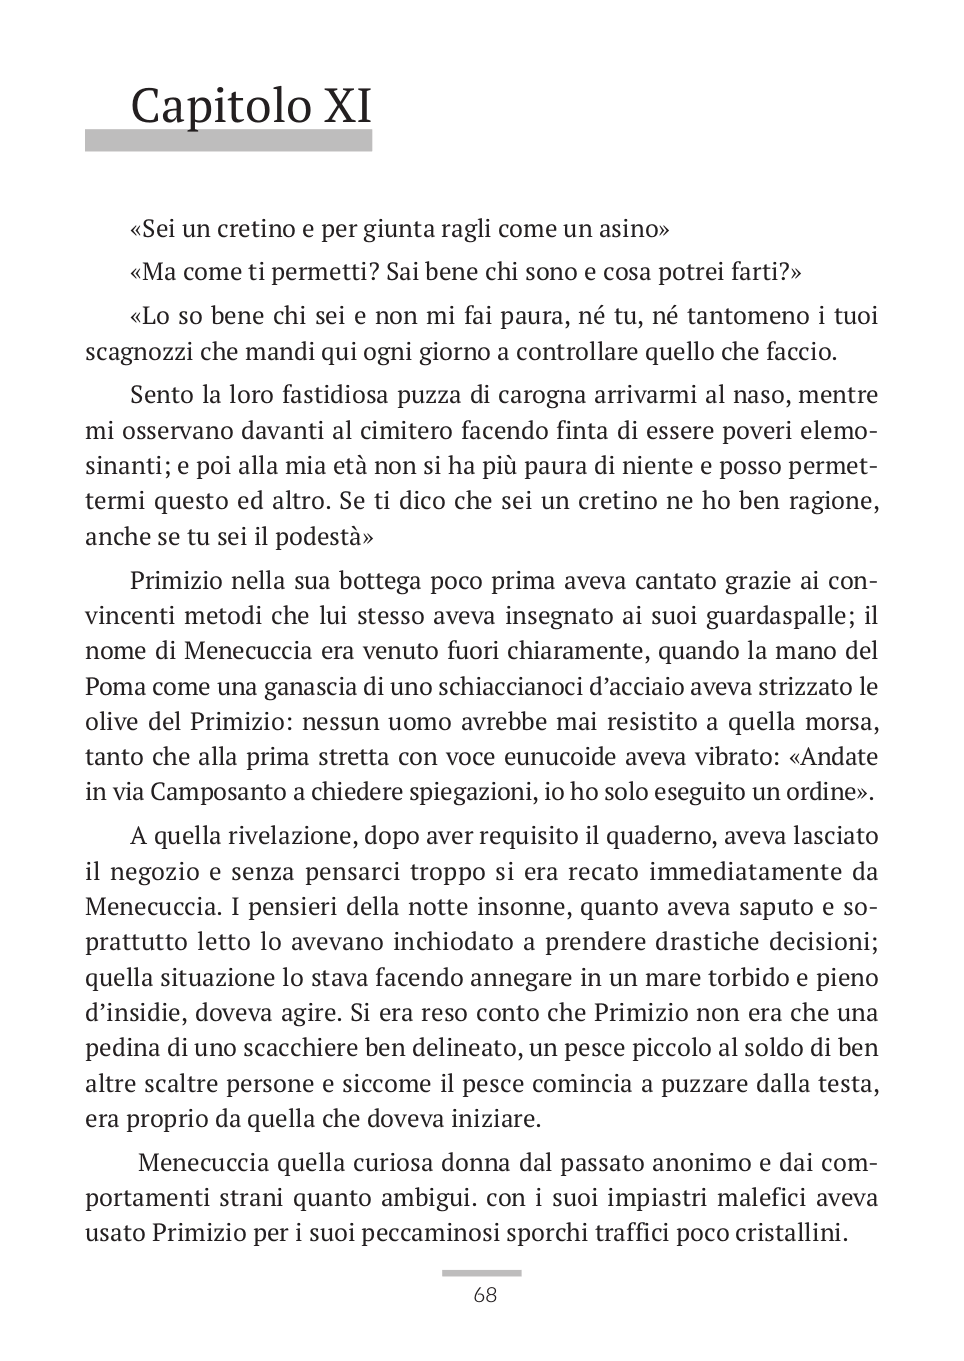 Capitolo XI
«Sei un cretino e per giunta ragli come un asino»
«Ma come ti permetti? Sai bene chi sono e cosa potrei farti?»
«Lo so bene chi sei e non mi fai paura, né tu, né tantomeno i tuoi
scagnozzi che mandi qui ogni giorno a controllare quello che faccio.
Sento la loro fastidiosa puzza di carogna arrivarmi al naso, mentre
mi osservano davanti al cimitero facendo finta di essere poveri elemo-
sinanti; e poi alla mia età non si ha più paura di niente e posso permet-
termi questo ed altro. Se ti dico che sei un cretino ne ho ben ragione,
anche se tu sei il podestà»
Primizio nella sua bottega poco prima aveva cantato grazie ai con-
vincenti metodi che lui stesso aveva insegnato ai suoi guardaspalle; il
nome di Menecuccia era venuto fuori chiaramente, quando la mano del
Poma come una ganascia di uno schiaccianoci d’acciaio aveva strizzato le
olive del Primizio: nessun uomo avrebbe mai resistito a quella morsa,
tanto che alla prima stretta con voce eunucoide aveva vibrato: «Andate
in via Camposanto a chiedere spiegazioni, io ho solo eseguito un ordine».
A quella rivelazione, dopo aver requisito il quaderno, aveva lasciato
il negozio e senza pensarci troppo si era recato immediatamente da
Menecuccia. I pensieri della notte insonne, quanto aveva saputo e so-
prattutto letto lo avevano inchiodato a prendere drastiche decisioni;
quella situazione lo stava facendo annegare in un mare torbido e pieno
d’insidie, doveva agire. Si era reso conto che Primizio non era che una
pedina di uno scacchiere ben delineato, un pesce piccolo al soldo di ben
altre scaltre persone e siccome il pesce comincia a puzzare dalla testa,
era proprio da quella che doveva iniziare.
Menecuccia quella curiosa donna dal passato anonimo e dai com-
portamenti strani quanto ambigui. con i suoi impiastri malefici aveva
usato Primizio per i suoi peccaminosi sporchi traffici poco cristallini.
68